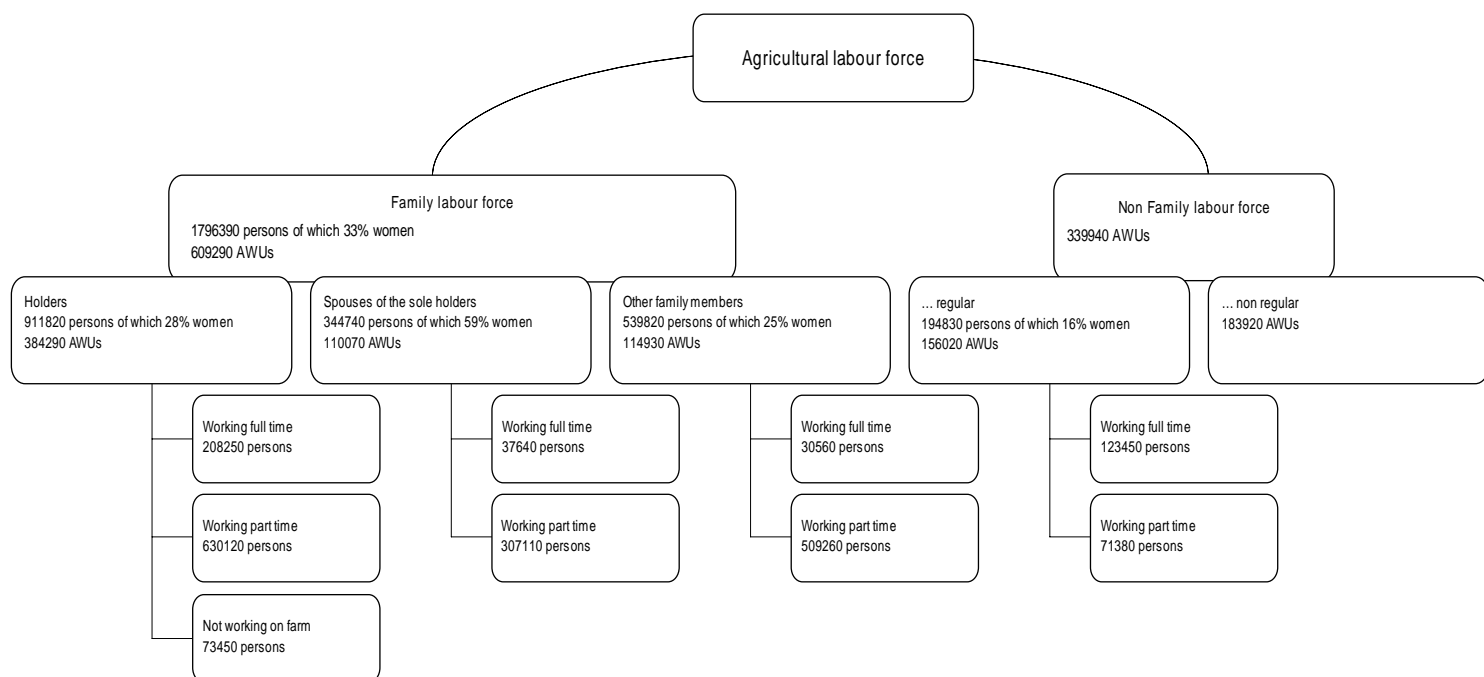 Agricultural labour force
Family labour force
1796390 persons of which 33% women
609290 AWUs
Non Family labour force
339940 AWUs
Holders
911820 persons of which 28% women
384290 AWUs
Spouses of the sole holders
344740 persons of which 59% women
110070 AWUs
Other family members
539820 persons of which 25% women
114930 AWUs
... regular
194830 persons of which 16% women
156020 AWUs
... non regular
183920 AWUs
Working full time
208250 persons
Working full time
37640 persons
Working full time
30560 persons
Working full time
123450 persons
Working part time
630120 persons
Working part time
307110 persons
Working part time
509260 persons
Working part time
71380 persons
Not working on farm
73450 persons